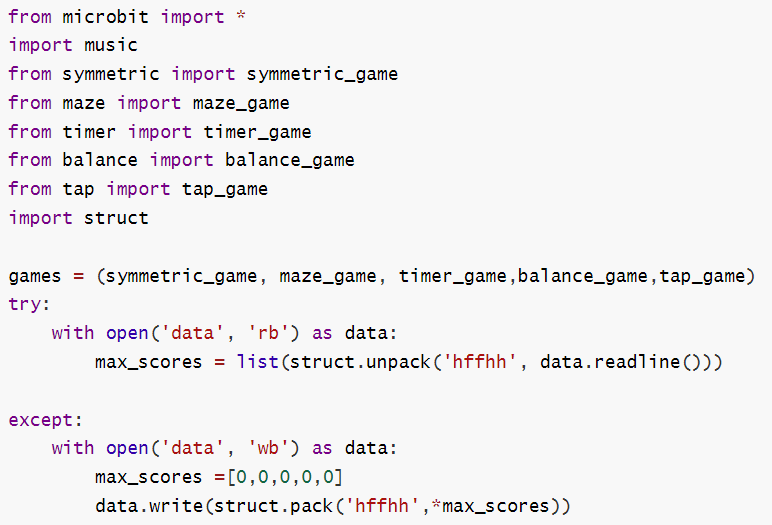 from microbit import *
import music
from symmetric import symmetric_game
from maze import maze_game
from timer import timer_game
from balance import balance_game
from tap import tap_game
import struct

games = (symmetric_game, maze_game, timer_game,balance_game,tap_game)
try:
    with open('data', 'rb') as data:
        max_scores = list(struct.unpack('hffhh', data.readline()))

except:
    with open('data', 'wb') as data:
        max_scores =[0,0,0,0,0]
        data.write(struct.pack('hffhh',*max_scores))